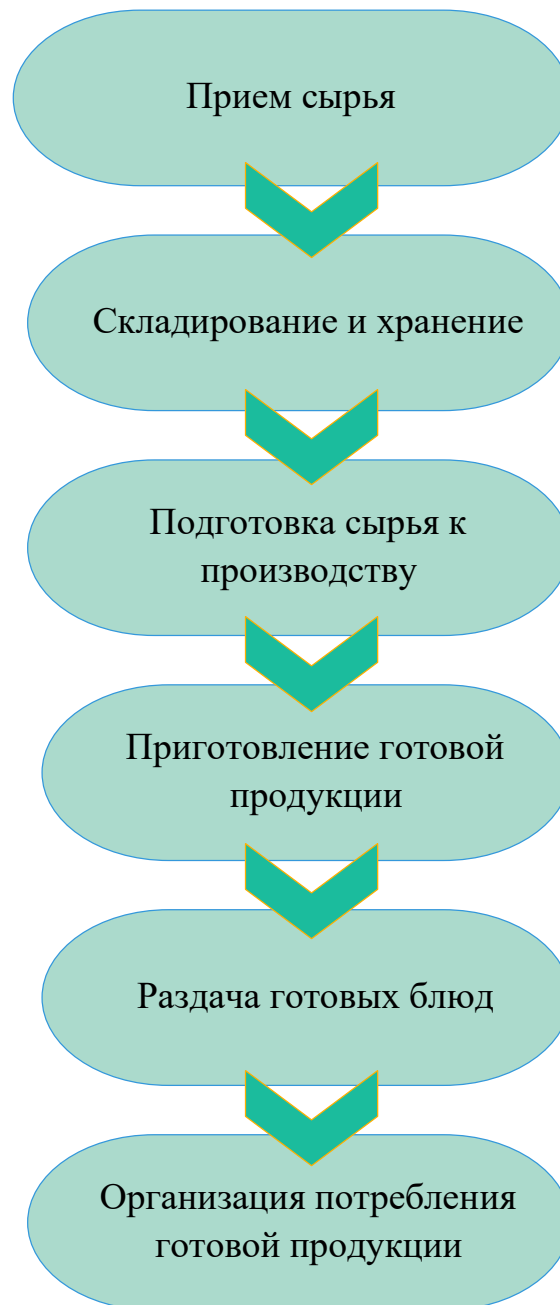 Прием сырья
Складирование и хранение
Подготовка сырья к
производству
Приготовление готовой
продукции
Раздача готовых блюд
Организация потребления
готовой продукции